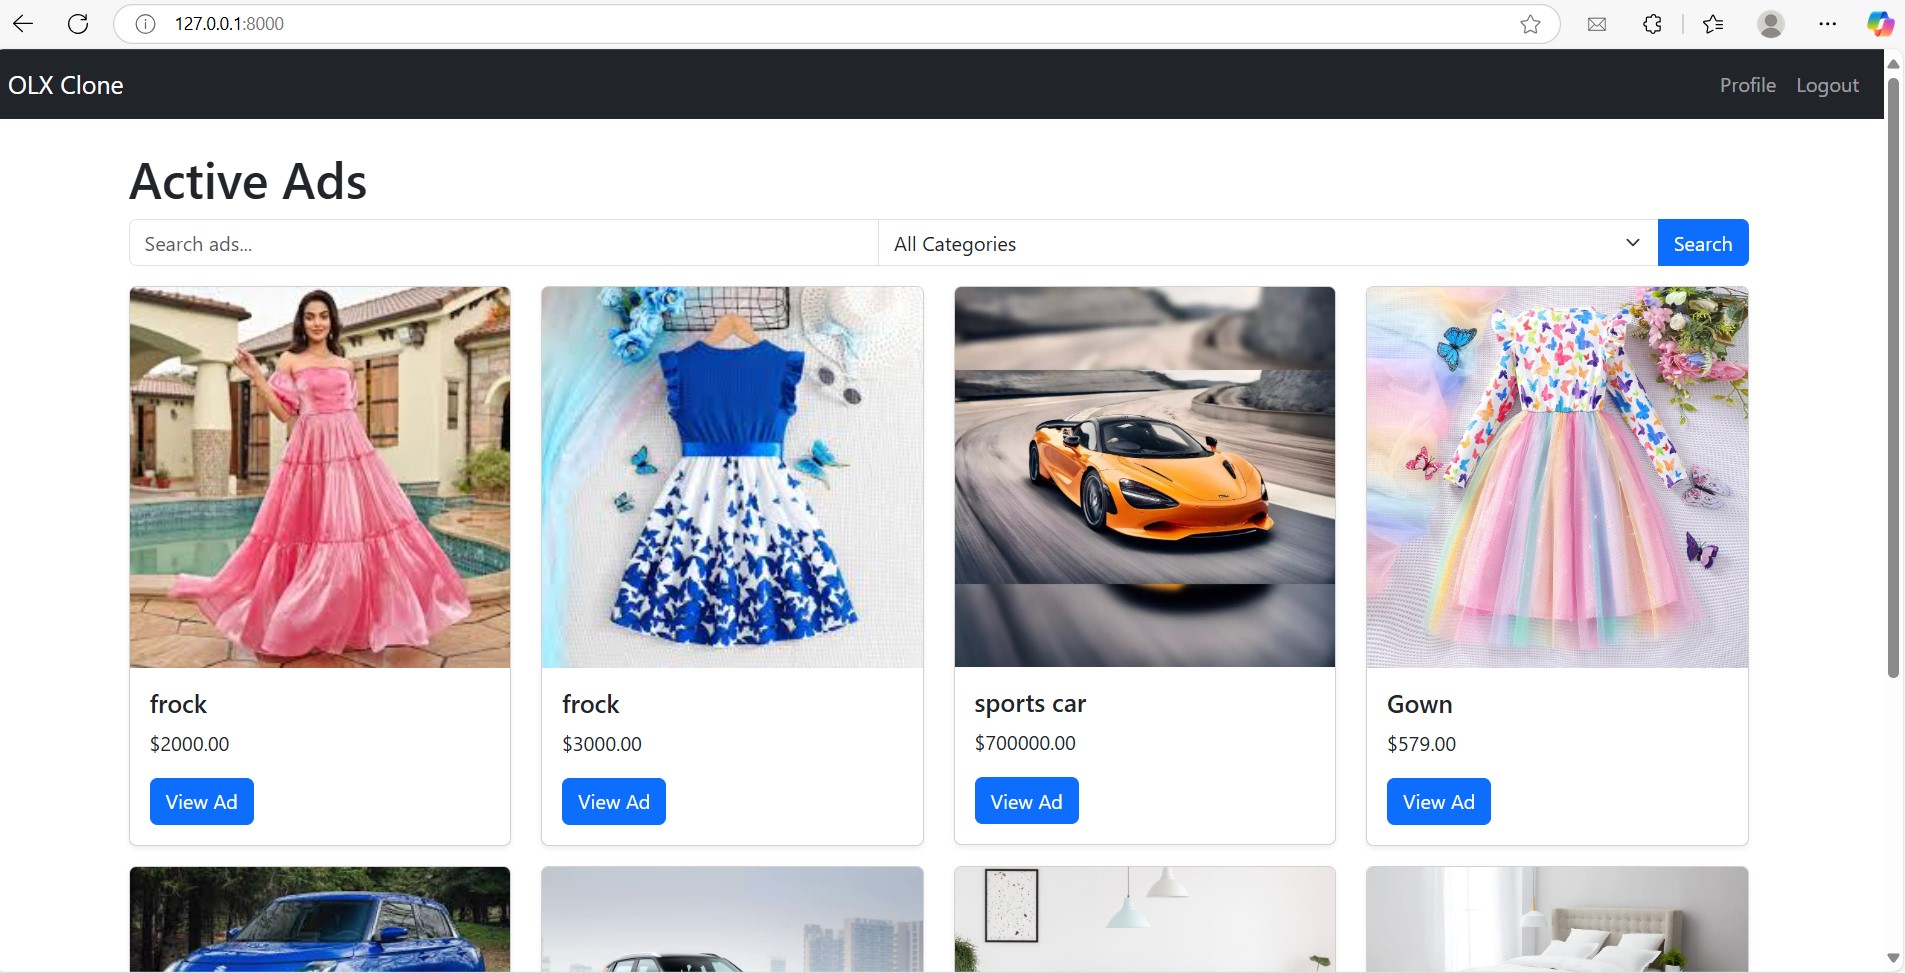 127.0.0.1:8000
OLX Clone
Profile Logout
Active Ads
Search ads...
All Categories
Search
frock
$2000.00
View Ad
frock
$3000.00
View Ad
sports car
$700000.00
View Ad
Gown
$579.00
View Ad